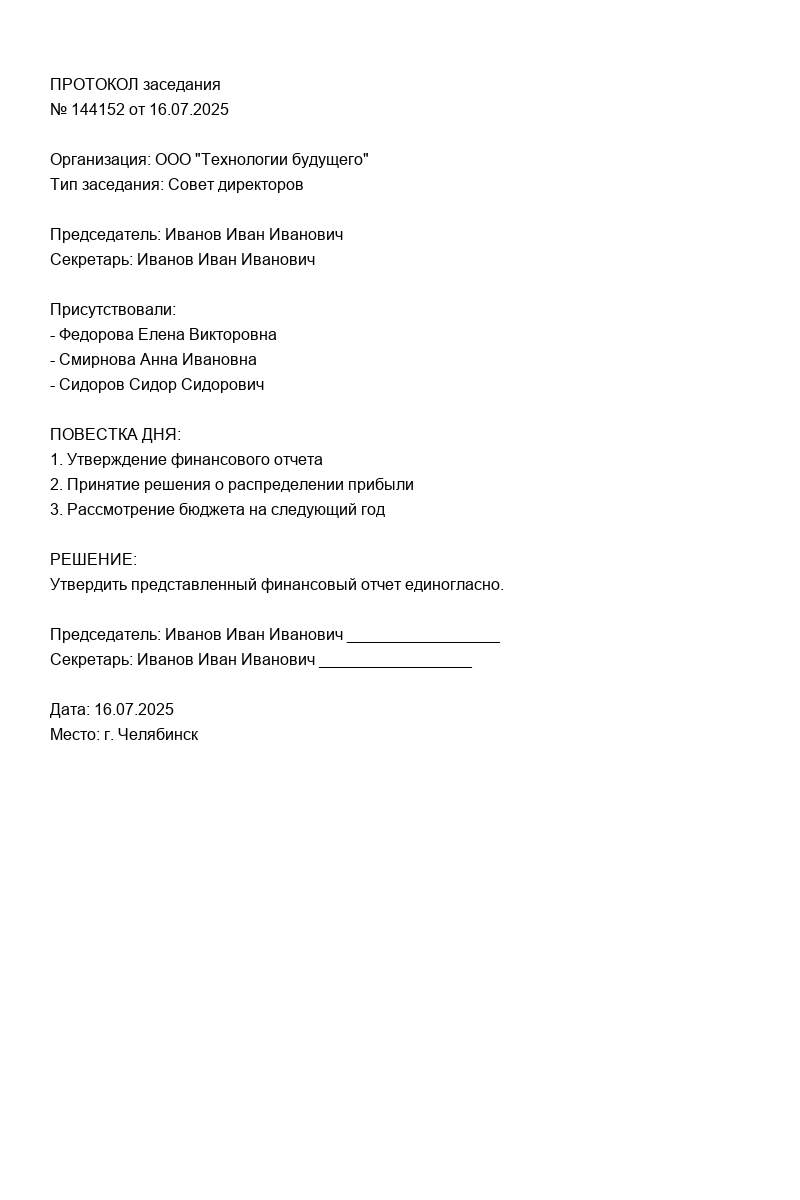 ПРОТОКОЛ заседания
№ 144152 от 16.07.2025
Организация: ООО "Технологии будущего"
Тип заседания: Совет директоров
Председатель: Иванов Иван Иванович
Секретарь: Иванов Иван Иванович
Присутствовали:
- Федорова Елена Викторовна
- Смирнова Анна Ивановна
- Сидоров Сидор Сидорович
ПОВЕСТКА ДНЯ:
1. Утверждение финансового отчета
2. Принятие решения о распределении прибыли
3. Рассмотрение бюджета на следующий год
РЕШЕНИЕ:
Утвердить представленный финансовый отчет единогласно.
Председатель: Иванов Иван Иванович __________________
Секретарь: Иванов Иван Иванович __________________
Дата: 16.07.2025
Место: г. Челябинск